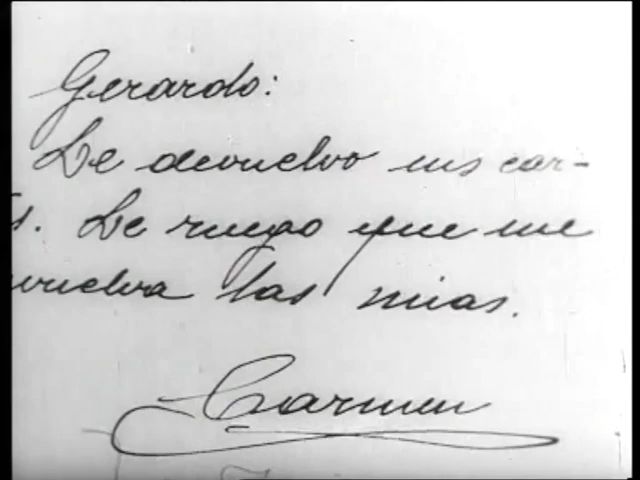 Gerardo:
Le devuelvo sus car-
s. Le ruego que me
vuelva las mias.
Carmen